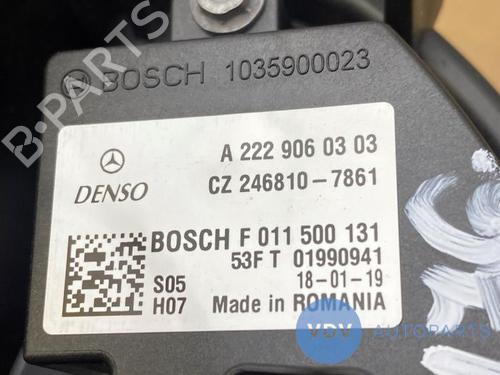 BOSCH 1035900023
A 222 906 03 03
DENSO
CZ 246810-7861
BOSCH F 011 500 131
53F T 01990941
S05
18-01-19
H07
Made in ROMANIA
B-PARTS
VDV AUTOPARTS